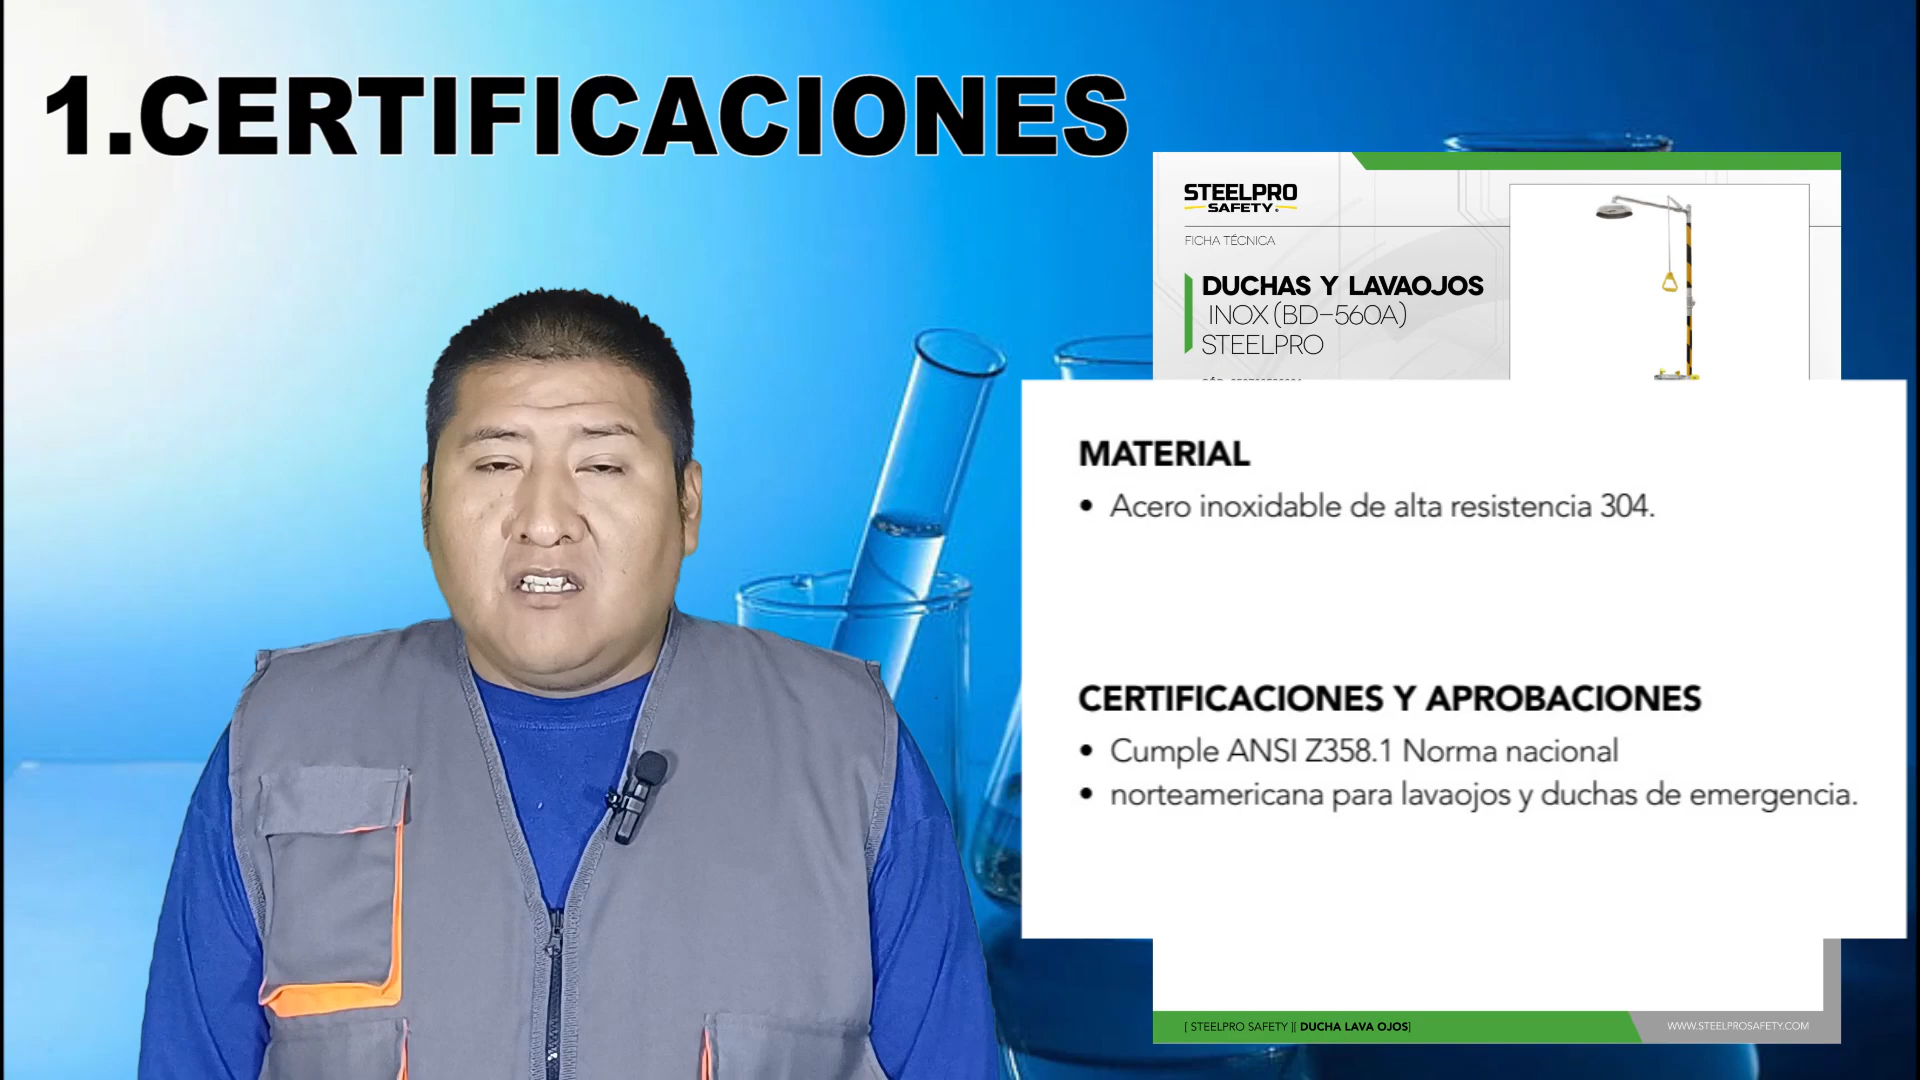 1.CERTIFICACIONES
STEELPRO
SAFETY®
FICHA TÉCNICA
DUCHAS Y LAVAOJOS
INOX (BD-560A)
STEELPRO
MATERIAL
• Acero inoxidable de alta resistencia 304.
CERTIFICACIONES Y APROBACIONES
• Cumple ANSI Z358.1 Norma nacional
• norteamericana para lavaojos y duchas de emergencia.
[ STEELPRO SAFETY ][ DUCHA LAVA OJOS]
WWW.STEELPROSAFETY.COM